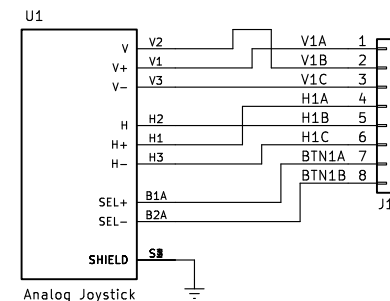 U1
V V2 V1A 1
V+ V1 V1B 2
V- V3 V1C 3
H1A 4
H H2 H1B 5
H+ H1 H1C 6
H- H3 BTN1A 7
BTN1B 8
SEL+ B1A
SEL- B2A
J1
SHIELD
Analog Joystick